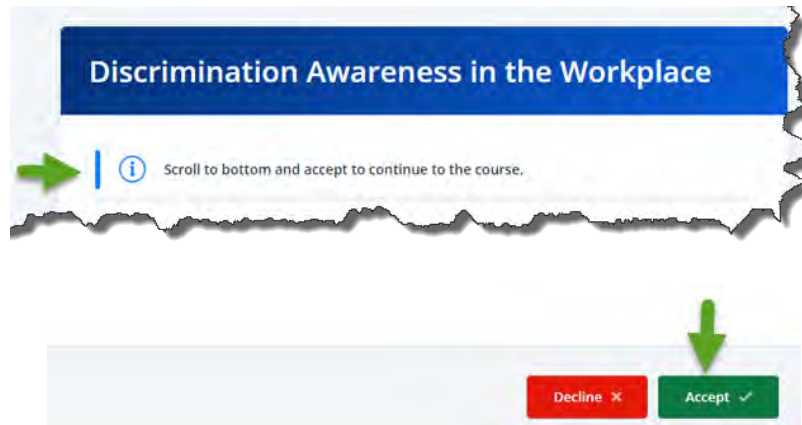 Discrimination Awareness in the Workplace
Scroll to bottom and accept to continue to the course.
Decline ×
Accept ✓